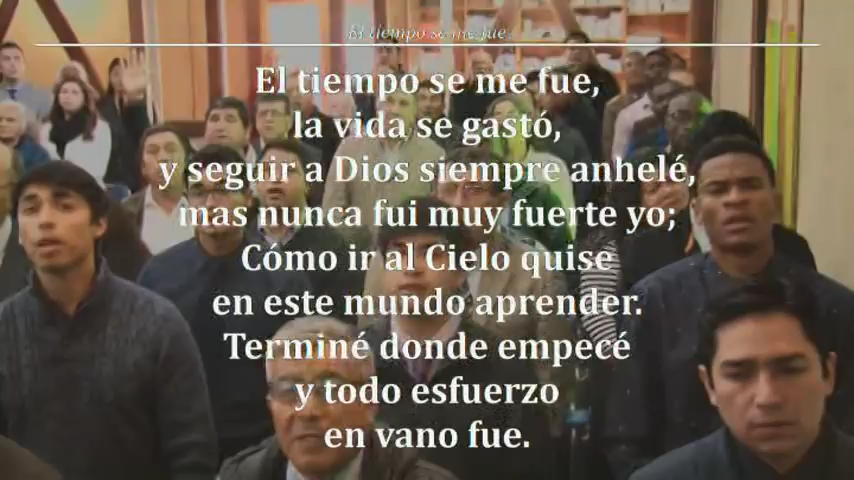 El tiempo se me fue
El tiempo se me fue,
la vida se gastó,
y seguir a Dios siempre anhelé,
mas nunca fui muy fuerte yo;
Cómo ir al Cielo quise
en este mundo aprender.
Terminé donde empecé
y todo esfuerzo
en vano fue.